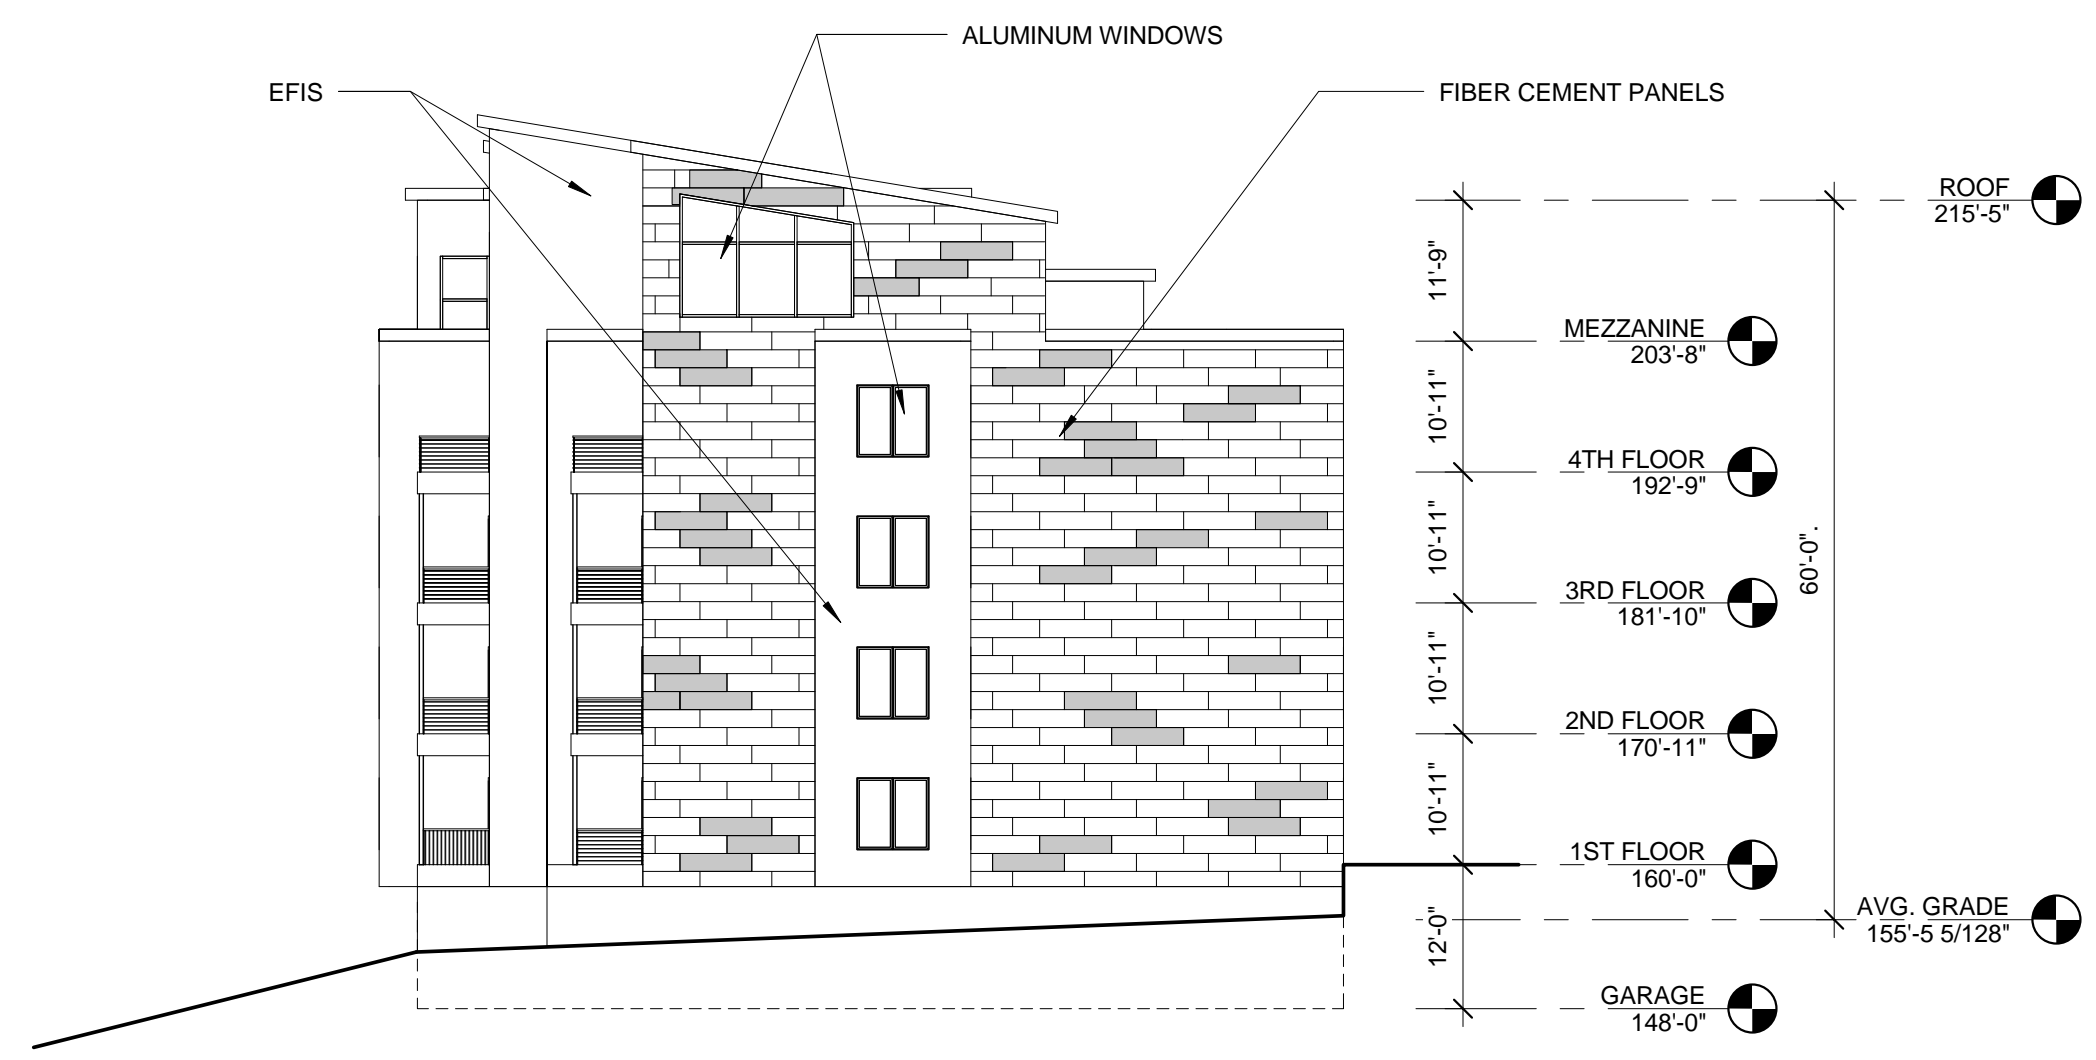 ALUMINUM WINDOWS
EFIS
FIBER CEMENT PANELS
ROOF
215'-5"
11'-9"
MEZZANINE
203'-8"
10'-11"
4TH FLOOR
192'-9"
10'-11"
60'-0".
3RD FLOOR
181'-10"
10'-11"
2ND FLOOR
170'-11"
10'-11"
1ST FLOOR
160'-0"
AVG. GRADE
155'-5 5/128"
12'-0"
GARAGE
148'-0"